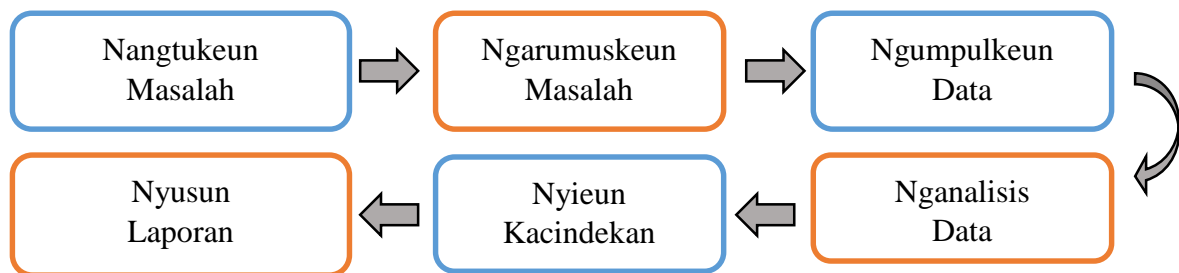 Nangtukeun
Masalah
Ngarumuskeun
Masalah
Ngumpulkeun
Data
Nganalisis
Data
Nyieun
Kacindekan
Nyusun
Laporan